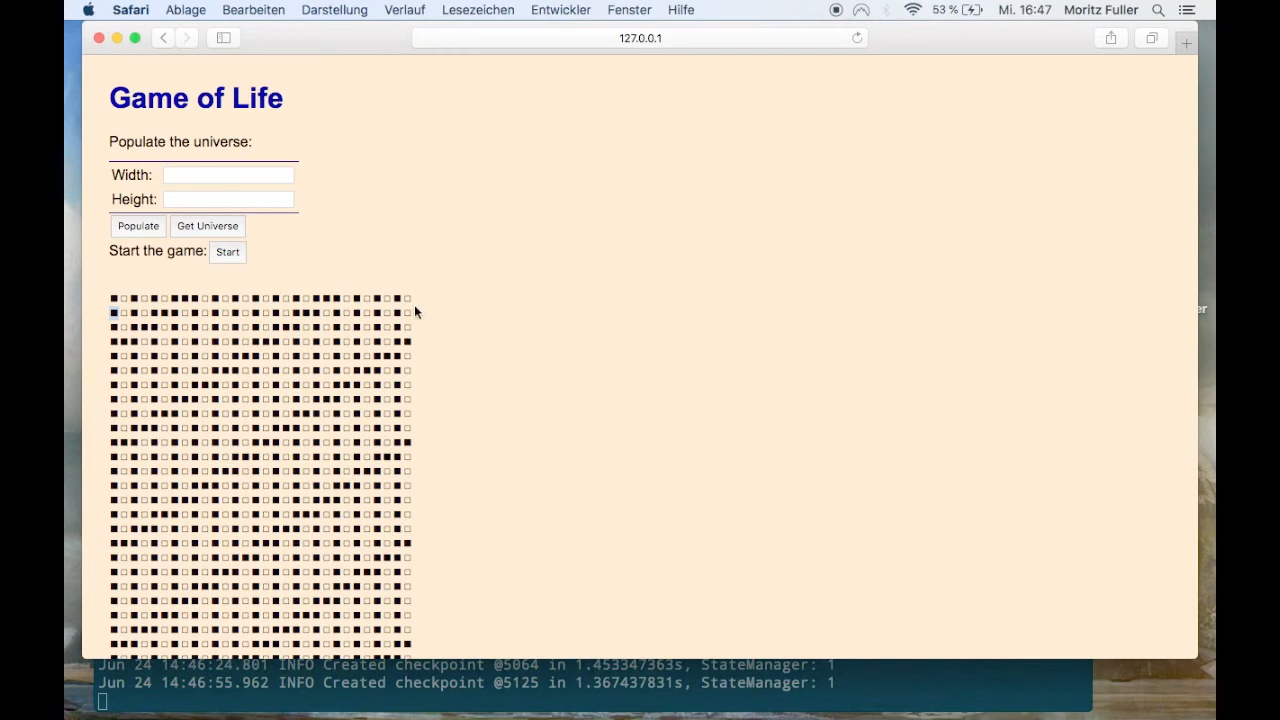 Safari Ablage Bearbeiten Darstellung Verlauf Lesezeichen Entwickler Fenster Hilfe 53 % Mi. 16:47 Moritz Fuller
127.0.0.1
Game of Life
Populate the universe:
Width:
Height:
Populate Get Universe
Start the game: Start
Jun 24 14:46:24.801 INFO Created checkpoint @5064 in 1.453347363s, StateManager: 1
Jun 24 14:46:55.962 INFO Created checkpoint @5125 in 1.367437831s, StateManager: 1